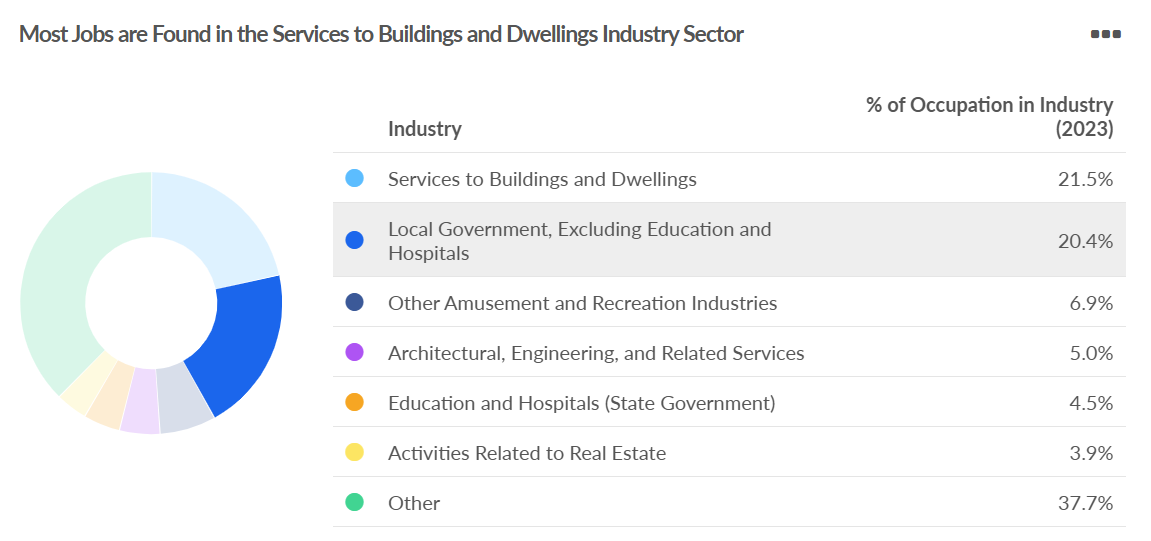 Most Jobs are Found in the Services to Buildings and Dwellings Industry Sector
Industry
% of Occupation in Industry
(2023)
Services to Buildings and Dwellings 21.5%
Local Government, Excluding Education and
Hospitals 20.4%
Other Amusement and Recreation Industries 6.9%
Architectural, Engineering, and Related Services 5.0%
Education and Hospitals (State Government) 4.5%
Activities Related to Real Estate 3.9%
Other 37.7%